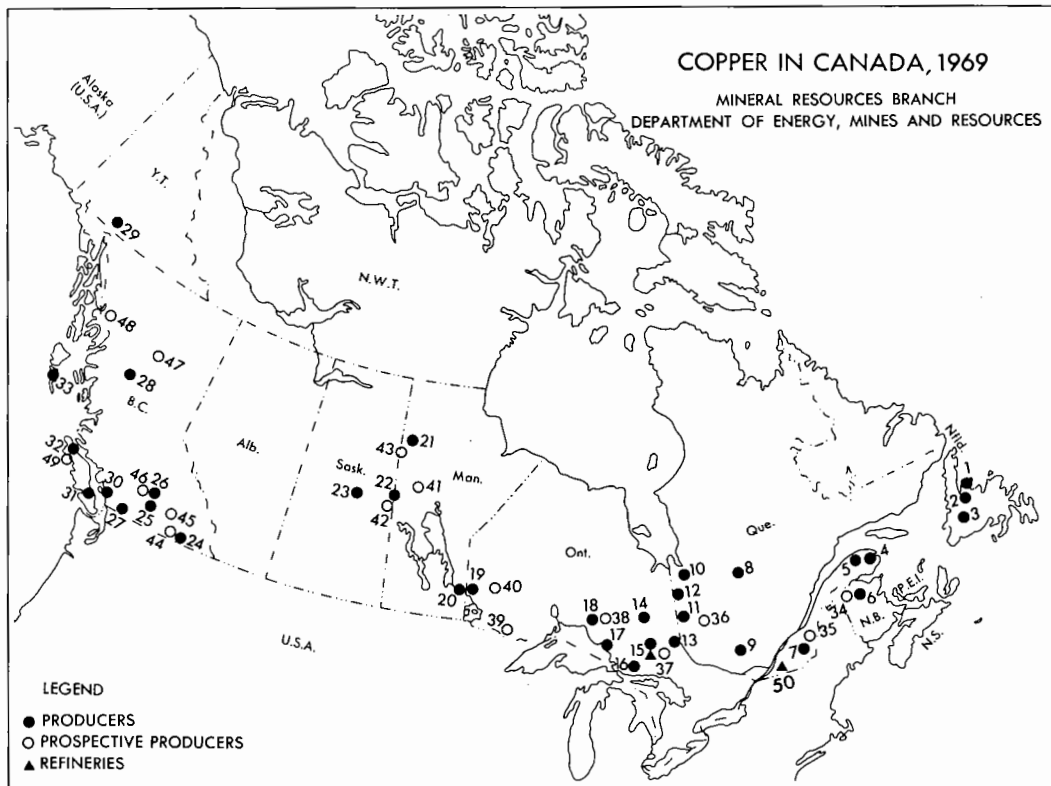 COPPER IN CANADA, 1969
MINERAL RESOURCES BRANCH
DEPARTMENT OF ENERGY, MINES AND RESOURCES
Alaska
(U.S.A.)
Y.T.
29
N.W.T.
48
47
33
28
B.C.
Alb.
Sask.
Man.
Nfld.
21
43
32
49
46
26
23
22
41
42
31
30
27
25
45
44
24
1
2
3
Que.
Ont.
10
8
5
4
12
P.E.I.
19
40
20
6
34
N.B.
N.S.
18
38
14
11
36
39
35
17
15
13
9
7
16
37
50
U.S.A.
LEGEND
PRODUCERS
PROSPECTIVE PRODUCERS
REFINERIES